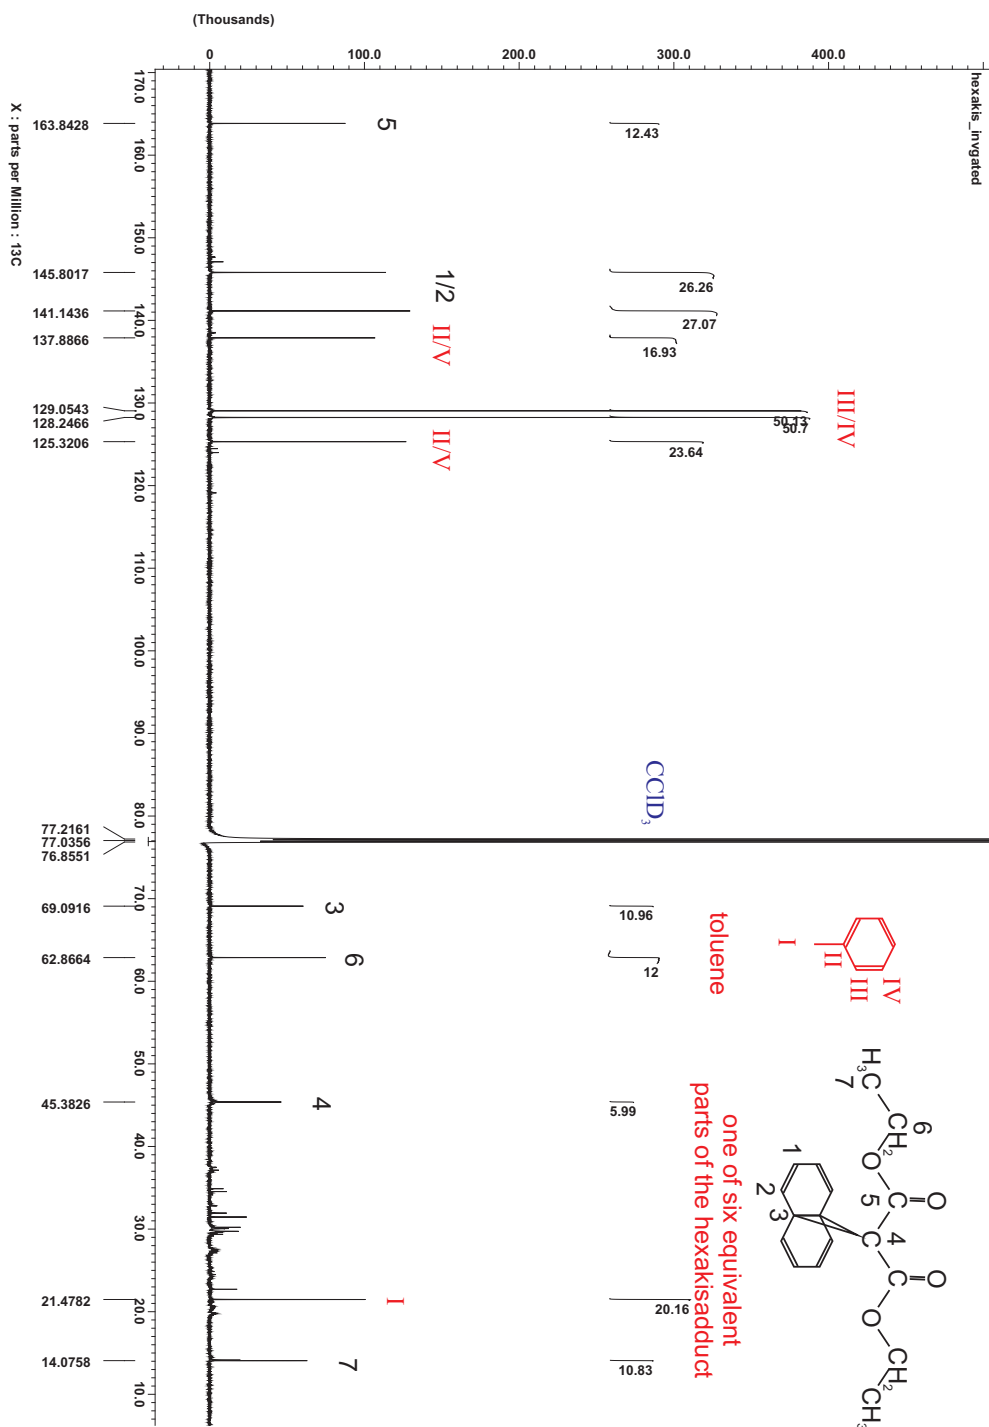 hexakis_invgated
(Thousands)
0
100.0
200.0
300.0
400.0
170.0
160.0
150.0
140.0
130.0
120.0
110.0
100.0
90.0
80.0
70.0
60.0
50.0
40.0
30.0
20.0
10.0
X : parts per Million : 13C
163.8428
145.8017
141.1436
137.8866
129.0543
128.2466
125.3206
77.2161
77.0356
76.8551
69.0916
62.8664
45.3826
21.4782
14.0758
5
1/2
II/V
III/IV
II/V
CClD₃
3
6
4
I
7
12.43
26.26
27.07
16.93
50.13
50.7
23.64
10.96
12
5.99
20.16
10.83
I
II
III
IV
toluene
H₃C
7
6
CH₂
O
C
5
O
C
4
C
O
O
CH₂
CH₃
1
2
3
one of six equivalent
parts of the hexakisadduct